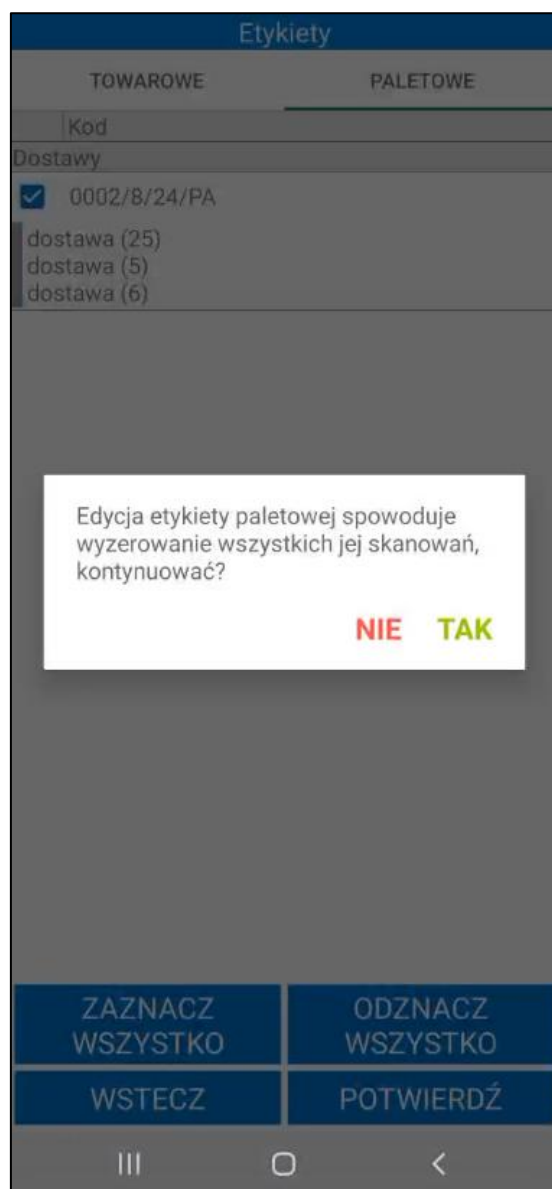 Etykiety
TOWAROWE PALETOWE
Kod
Dostawy
0002/8/24/PA
dostawa (25)
dostawa (5)
dostawa (6)
Edycja etykiety paletowej spowoduje
wyzerowanie wszystkich jej skanowań,
kontynuować?
NIE TAK
ZAZNACZ
WSZYSTKO
ODZNACZ
WSZYSTKO
WSTECZ POTWIERDŹ